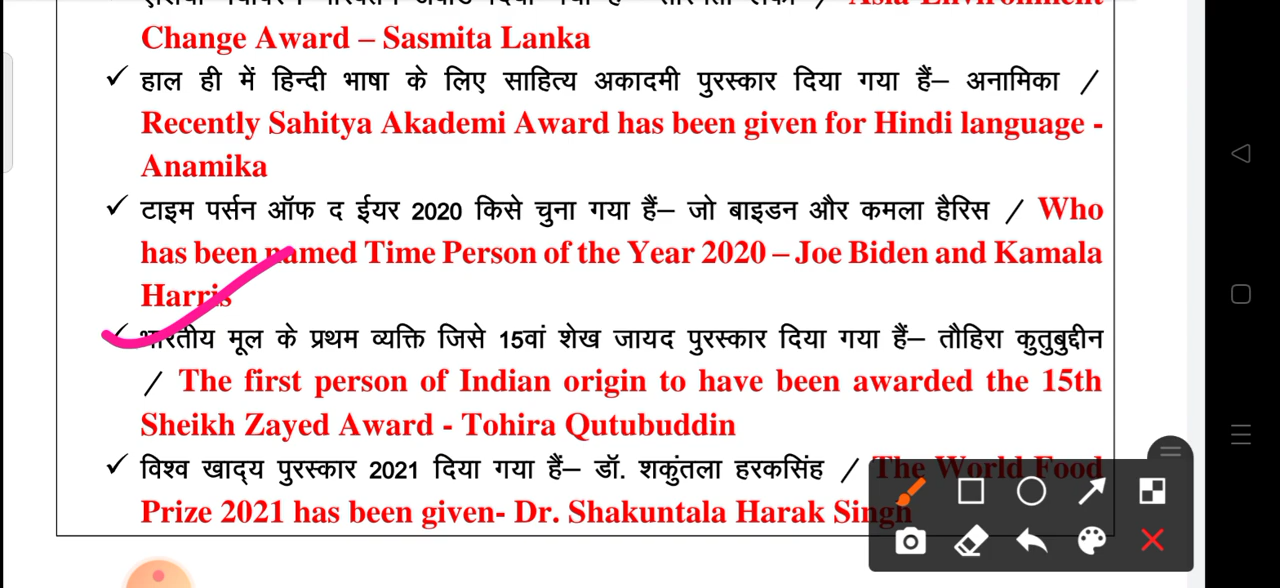 Change Award – Sasmita Lanka
✓ हाल ही में हिन्दी भाषा के लिए साहित्य अकादमी पुरस्कार दिया गया हैं– अनामिका /
Recently Sahitya Akademi Award has been given for Hindi language -
Anamika
✓ टाइम पर्सन ऑफ द ईयर 2020 किसे चुना गया हैं– जो बाइडन और कमला हैरिस / Who
has been named Time Person of the Year 2020 – Joe Biden and Kamala
Harris
✓ भारतीय मूल के प्रथम व्यक्ति जिसे 15वां शेख जायद पुरस्कार दिया गया हैं– तौहिरा कुतुबुद्दीन
/ The first person of Indian origin to have been awarded the 15th
Sheikh Zayed Award - Tohira Qutubuddin
✓ विश्व खाद्य पुरस्कार 2021 दिया गया हैं– डॉ. शकुंतला हरकसिंह / The World Food
Prize 2021 has been given- Dr. Shakuntala Harak Singh